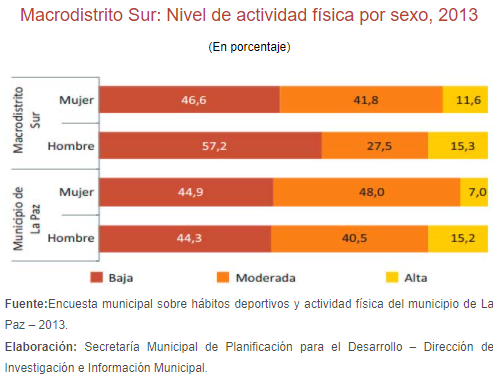 Macrodistrito Sur: Nivel de actividad física por sexo, 2013
(En porcentaje)
Macrodistrito Sur
Mujer 46,6 41,8 11,6
Hombre 57,2 27,5 15,3
Municipio de La Paz
Mujer 44,9 48,0 7,0
Hombre 44,3 40,5 15,2
Baja Moderada Alta
Fuente:Encuesta municipal sobre hábitos deportivos y actividad física del municipio de La
Paz – 2013.
Elaboración: Secretaría Municipal de Planificación para el Desarrollo – Dirección de
Investigación e Información Municipal.